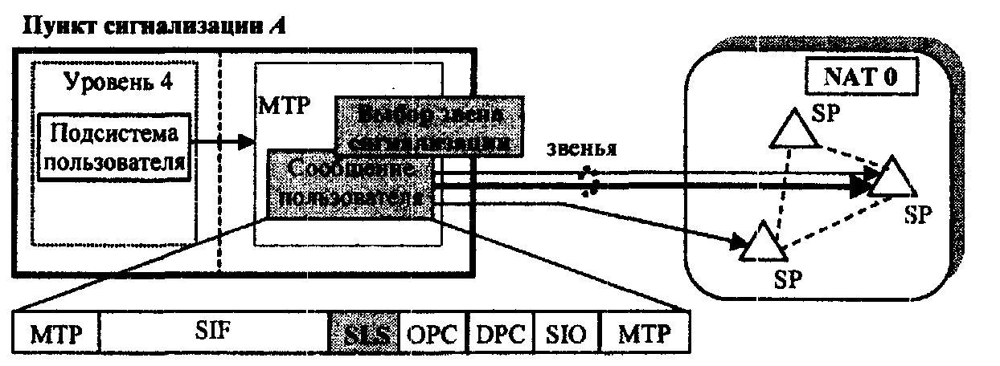 Пункт сигнализации A
Уровень 4
Подсистема
пользователя
MTP
Выбор звена
сигнализации
Сообщение
пользователя
звенья
NAT 0
SP
SP
SP
MTP SIF SLS OPC DPC SIO MTP